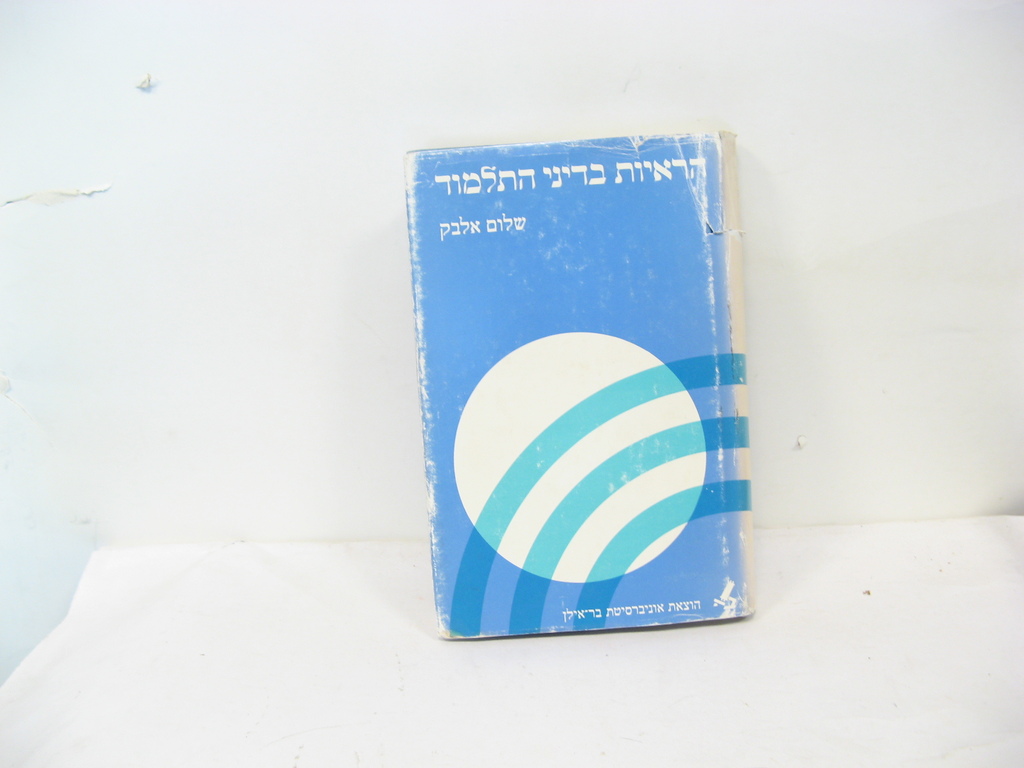 הראיות בדיני התלמוד
שלום אלבק
הוצאת אוניברסיטת בר־אילן